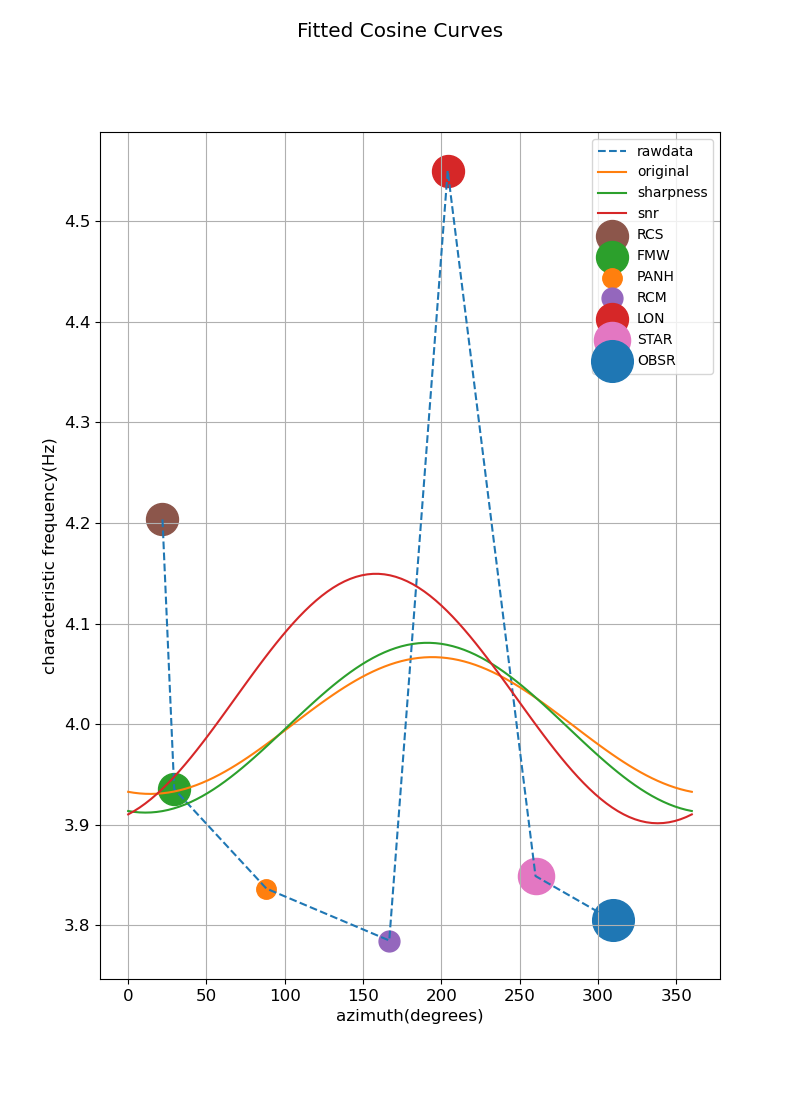 Fitted Cosine Curves
characteristic frequency(Hz)
4.5
4.4
4.3
4.2
4.1
4.0
3.9
3.8
rawdata
original
sharpness
snr
RCS
FMW
PANH
RCM
LON
STAR
OBSR
0 50 100 150 200 250 300 350
azimuth(degrees)